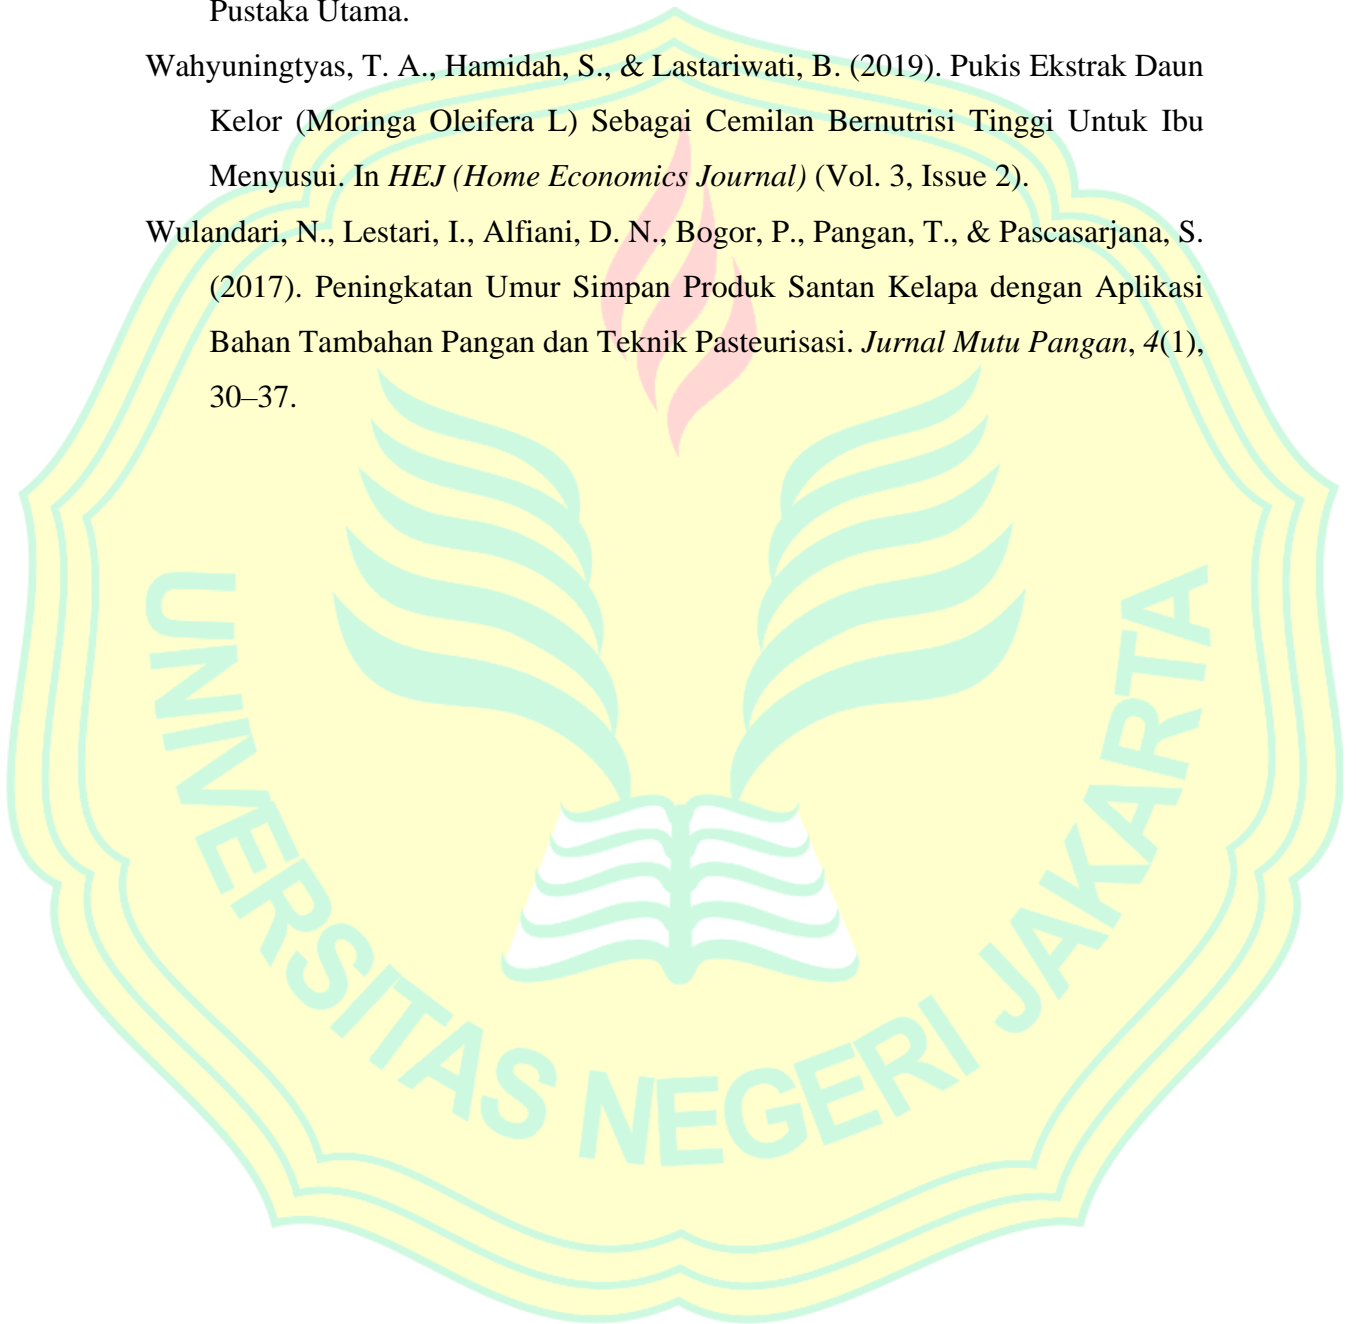 Pustaka Utama.
Wahyuningtyas, T. A., Hamidah, S., & Lastariwati, B. (2019). Pukis Ekstrak Daun
Kelor (Moringa Oleifera L) Sebagai Cemilan Bernutrisi Tinggi Untuk Ibu
Menyusui. In HEJ (Home Economics Journal) (Vol. 3, Issue 2).
Wulandari, N., Lestari, I., Alfiani, D. N., Bogor, P., Pangan, T., & Pascasarjana, S.
(2017). Peningkatan Umur Simpan Produk Santan Kelapa dengan Aplikasi
Bahan Tambahan Pangan dan Teknik Pasteurisasi. Jurnal Mutu Pangan, 4(1),
30–37.
UNIVERSITAS NEGERI JAKARTA